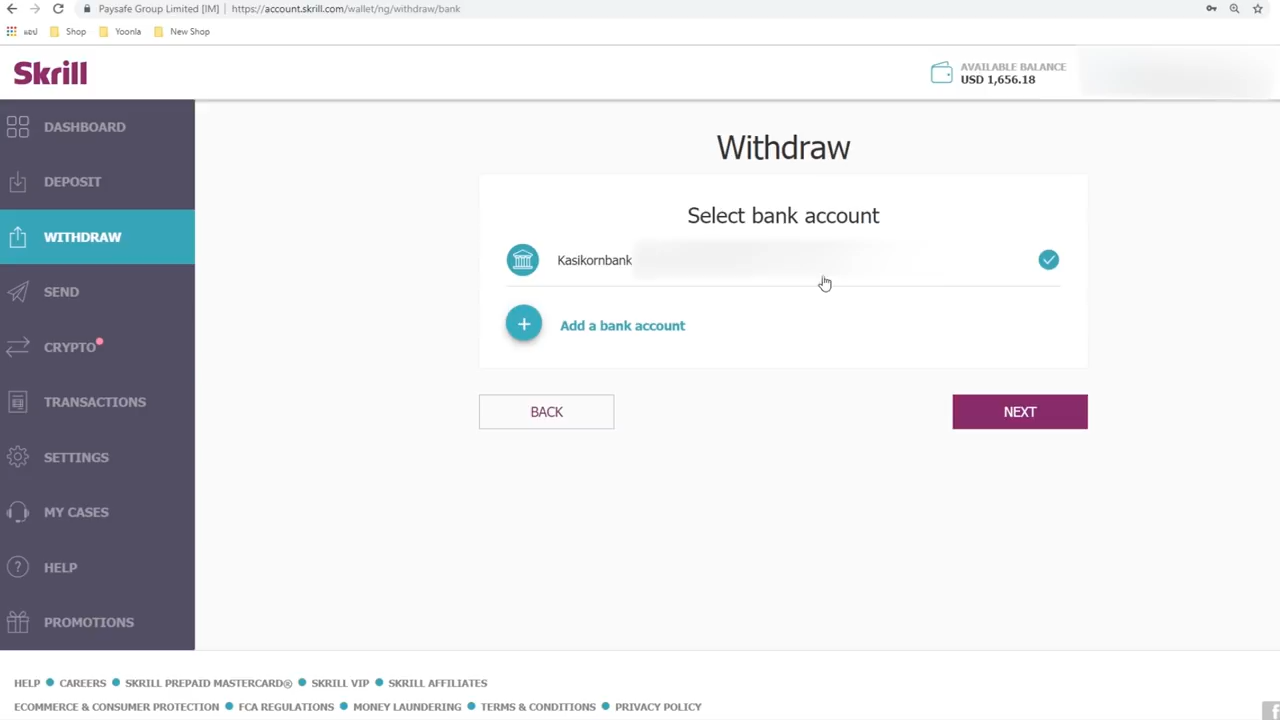 Paysafe Group Limited [IM] | https://account.skrill.com/wallet/ng/withdraw/bank
Shop Yoonla New Shop
Skrill
AVAILABLE BALANCE
USD 1,656.18
DASHBOARD
DEPOSIT
WITHDRAW
SEND
CRYPTO
TRANSACTIONS
SETTINGS
MY CASES
HELP
PROMOTIONS
Withdraw
Select bank account
Kasikornbank
Add a bank account
BACK
NEXT
HELP ● CAREERS ● SKRILL PREPAID MASTERCARD® ● SKRILL VIP ● SKRILL AFFILIATES
ECOMMERCE & CONSUMER PROTECTION ● FCA REGULATIONS ● MONEY LAUNDERING ● TERMS & CONDITIONS ● PRIVACY POLICY